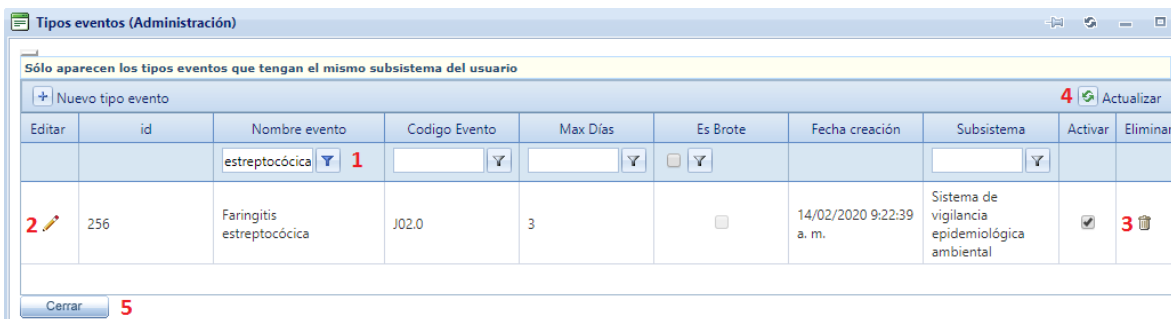 Tipos eventos (Administración)
Sólo aparecen los tipos eventos que tengan el mismo subsistema del usuario
Nuevo tipo evento 4 Actualizar
Editar id Nombre evento Codigo Evento Max Días Es Brote Fecha creación Subsistema Activar Eliminar
estreptocócica 1
2 256 Faringitis estreptocócica J02.0 3 14/02/2020 9:22:39 a. m. Sistema de vigilancia epidemiológica ambiental 3
Cerrar 5